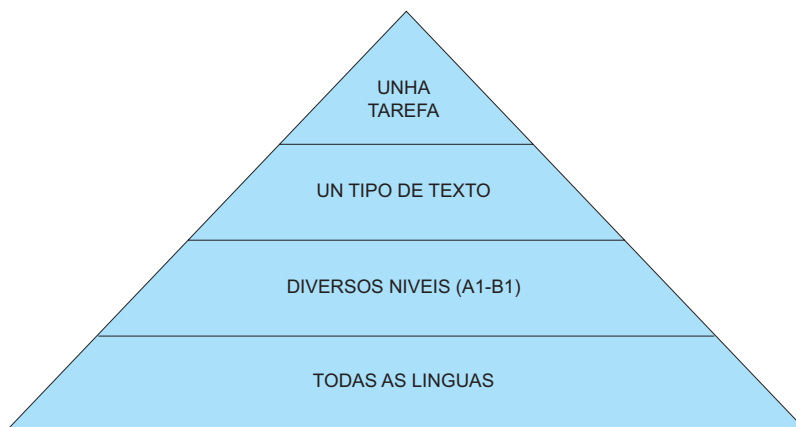 UNHA
TAREFA
UN TIPO DE TEXTO
DIVERSOS NIVEIS (A1-B1)
TODAS AS LINGUAS